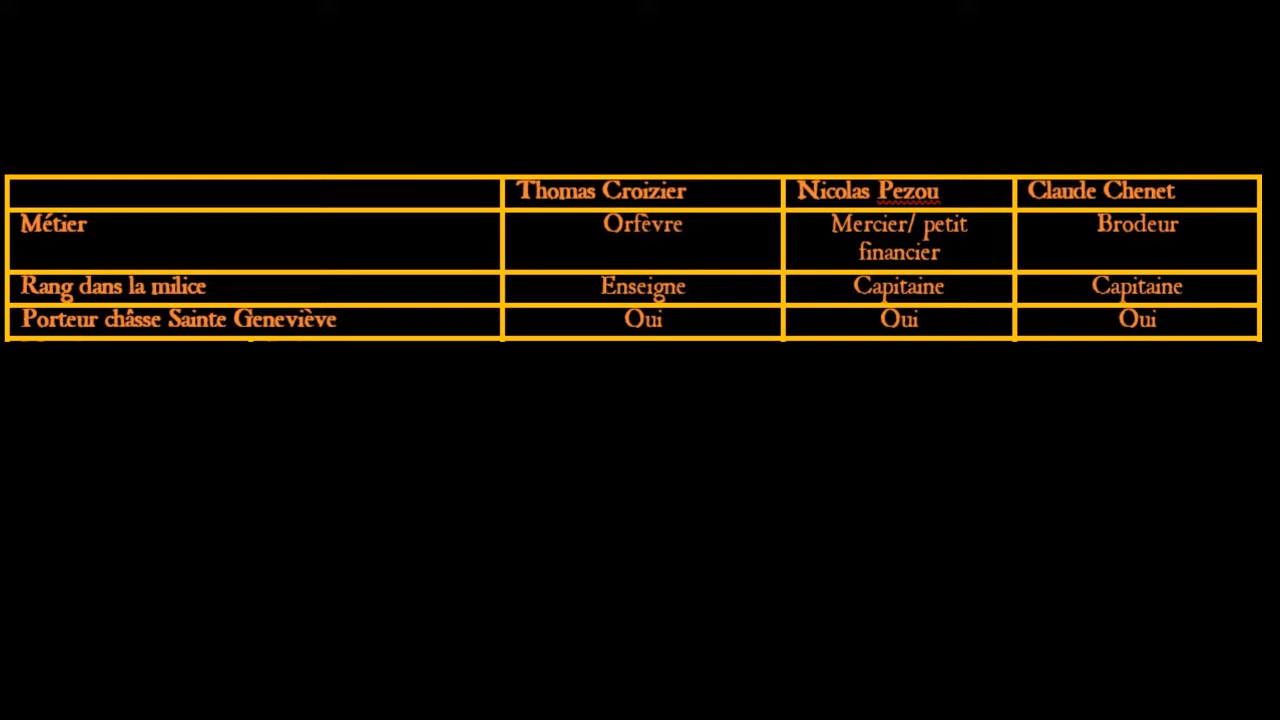 Thomas Croizier Nicolas Pezou Claude Chenet
Métier Orfèvre Mercier/ petit financier Brodeur
Rang dans la milice Enseigne Capitaine Capitaine
Porteur châsse Sainte Geneviève Oui Oui Oui